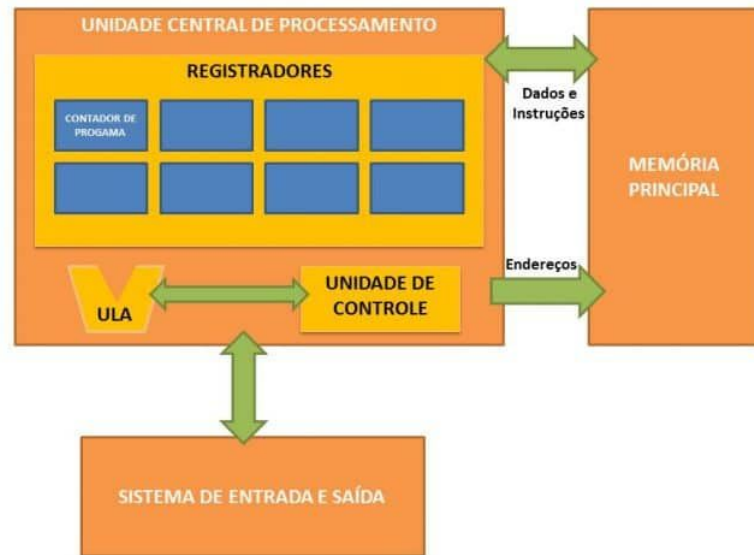 UNIDADE CENTRAL DE PROCESSAMENTO
REGISTRADORES
CONTADOR DE
PROGAMA
ULA
UNIDADE DE
CONTROLE
Dados e
Instruções
Endereços
MEMÓRIA
PRINCIPAL
SISTEMA DE ENTRADA E SAÍDA